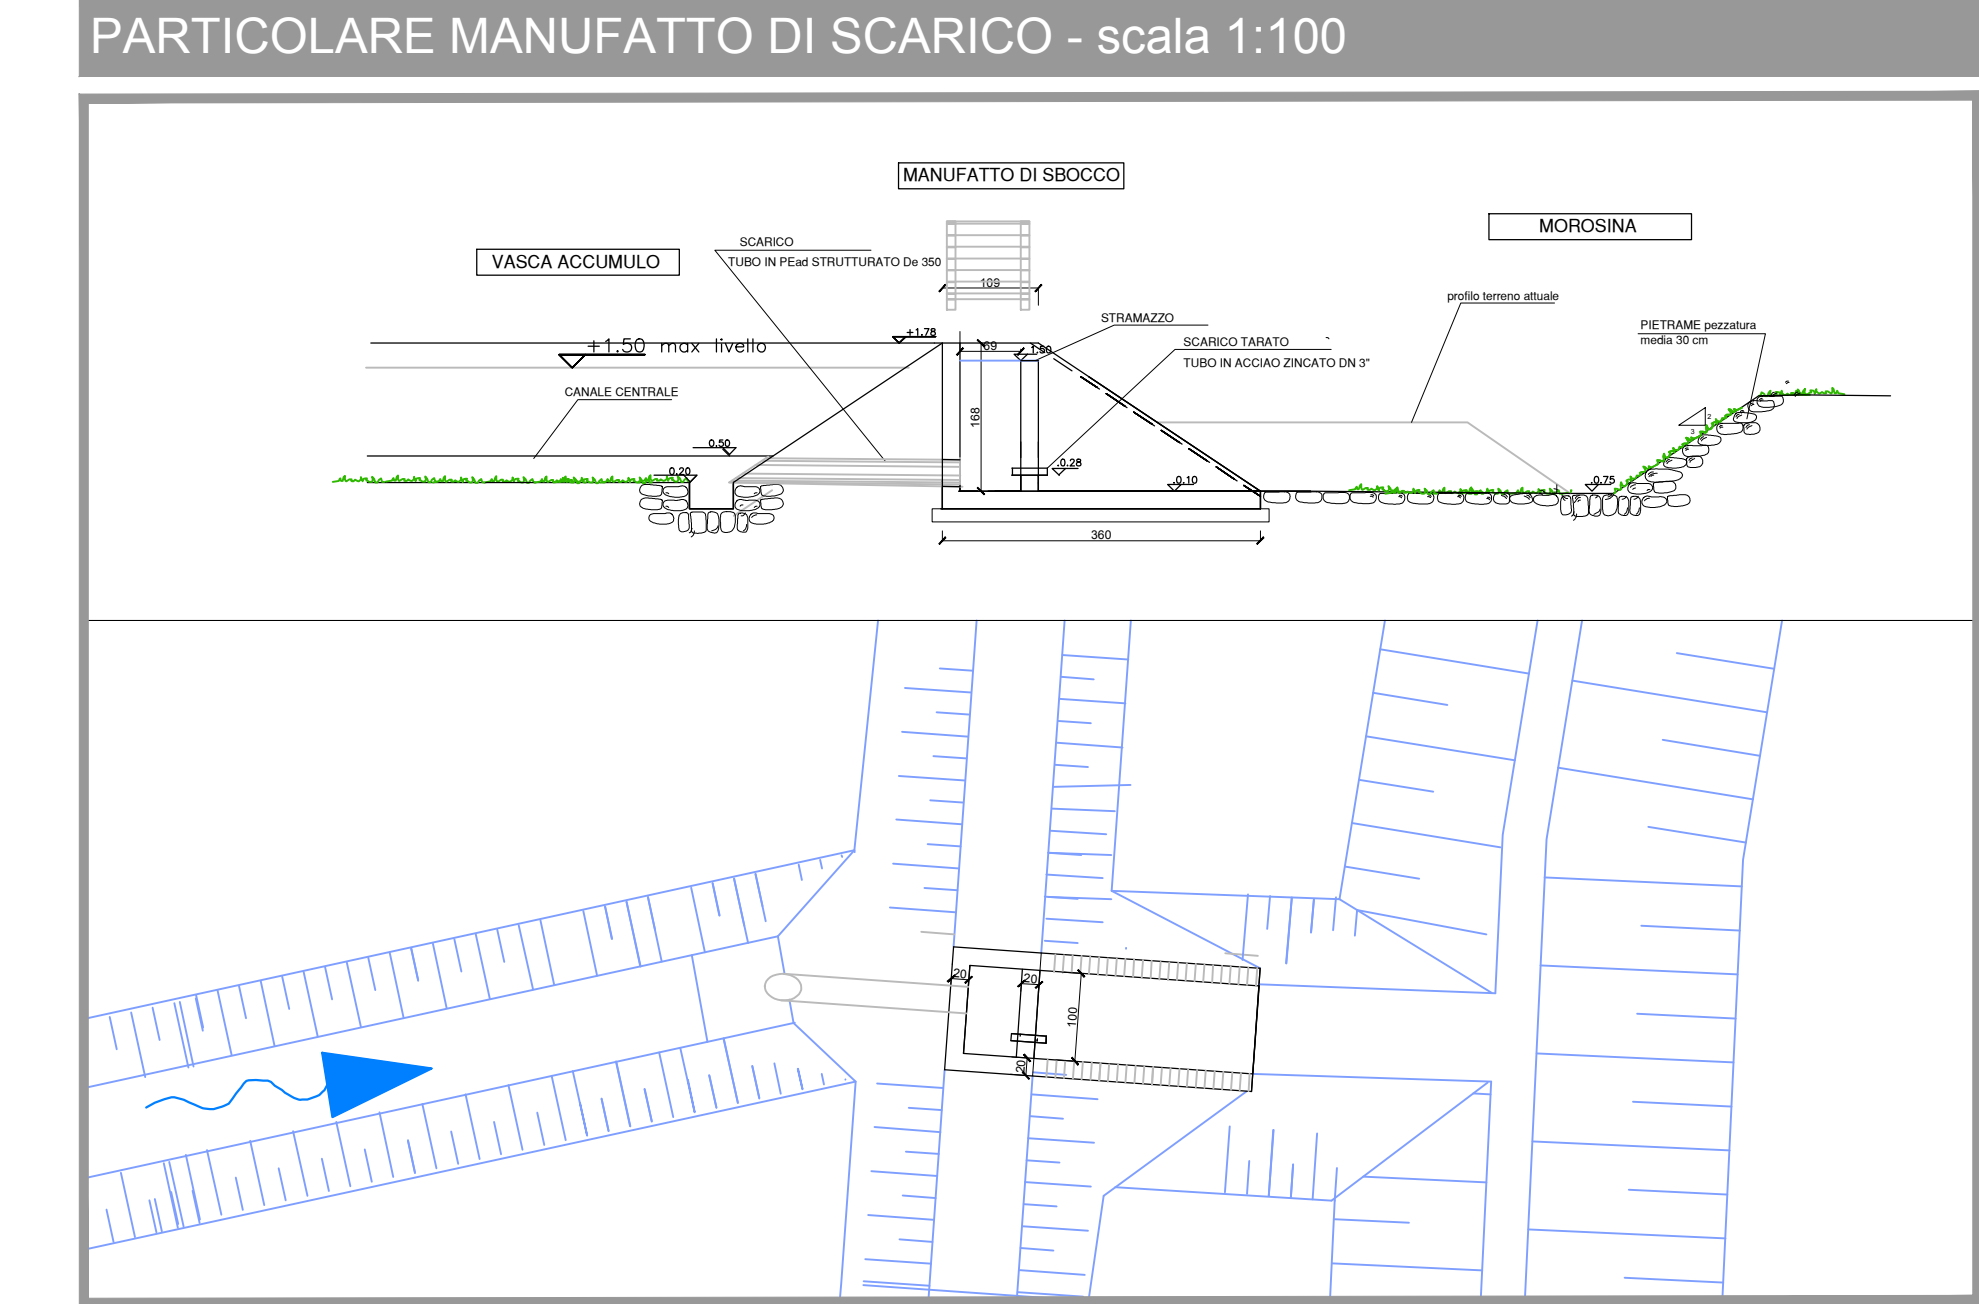 PARTICOLARE MANUFATTO DI SCARICO - scala 1:100
MANUFATTO DI SBOCCO
MOROSINA
VASCA ACCUMULO
SCARICO
TUBO IN PEad STRUTTURATO De 350
109
profilo terreno attuale
STRAMAZZO
PIETRAME pezzatura
media 30 cm
SCARICO TARATO
TUBO IN ACCIAO ZINCATO DN 3"
+1.78
+1.50 max livello
69
1.50
CANALE CENTRALE
168
2
3
0.50
0.20
0.28
0.10
0.75
360
20
20
100
20